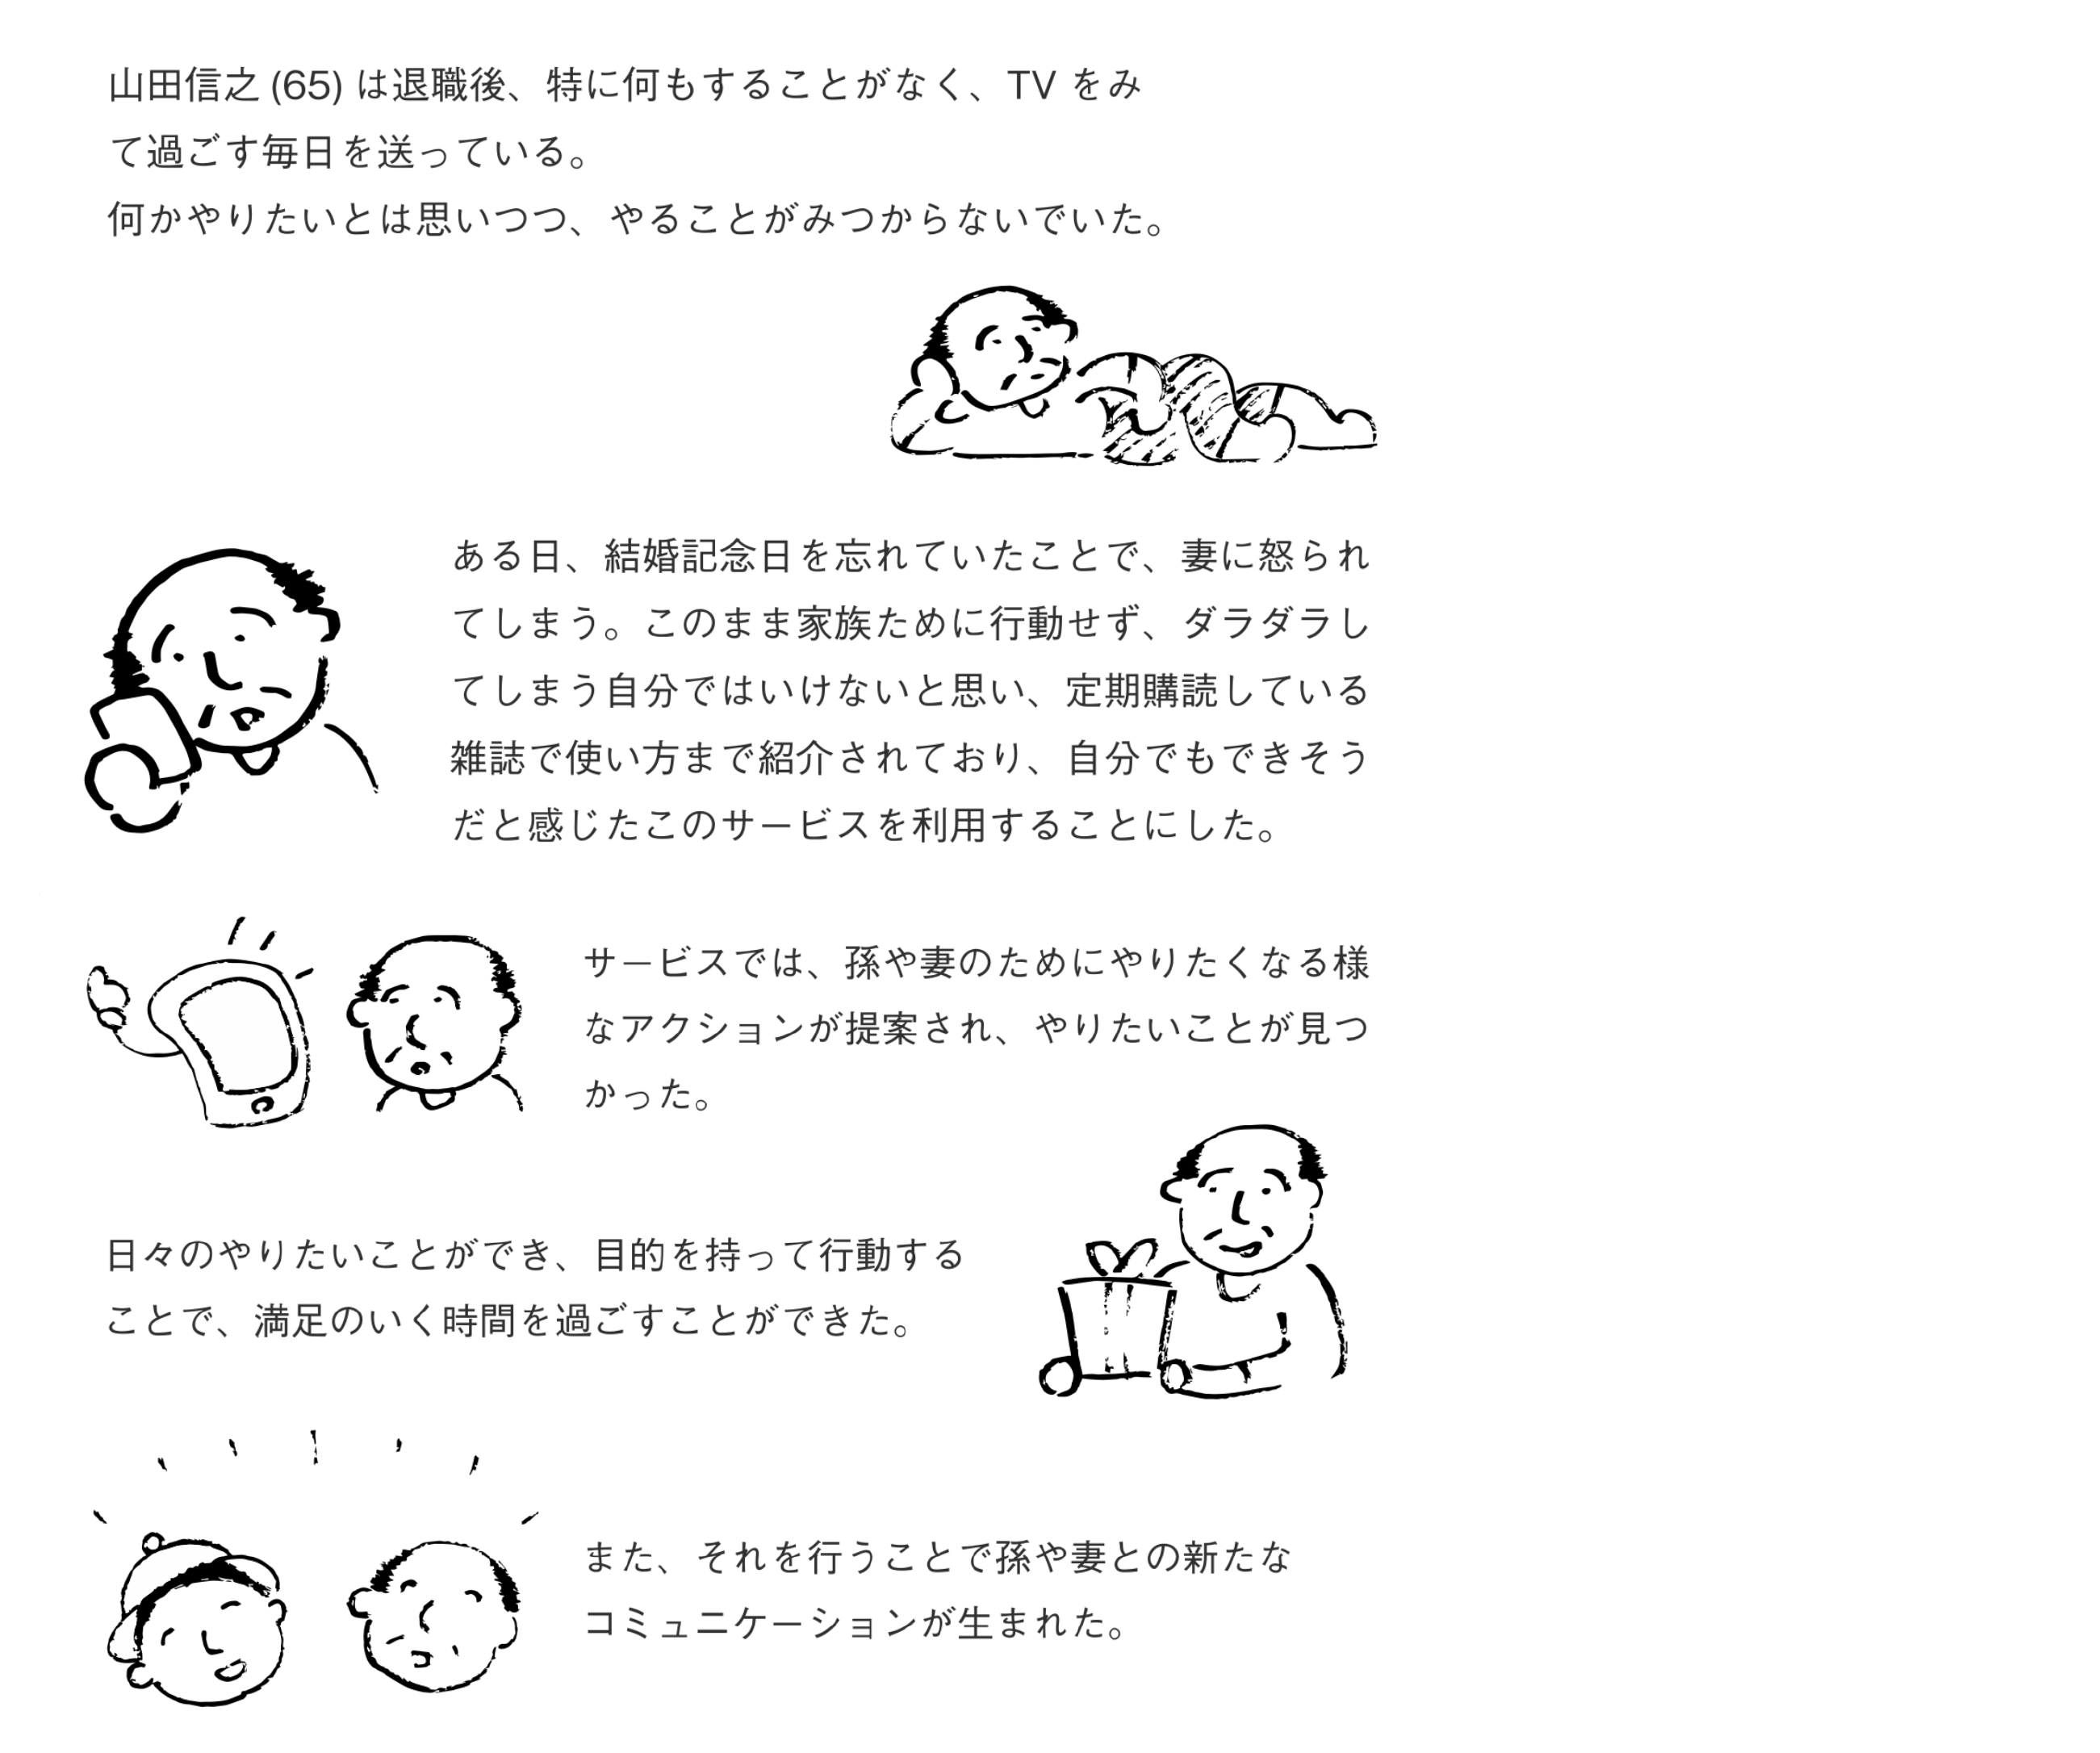 山田信之 (65) は退職後、特に何もすることがなく、TV をみ
て過ごす毎日を送っている。
何かやりたいとは思いつつ、やることがみつからないでいた。
ある日、結婚記念日を忘れていたことで、妻に怒られ
てしまう。このまま家族ために行動せず、ダラダラし
てしまう自分ではいけないと思い、定期購読している
雑誌で使い方まで紹介されており、自分でもできそう
だと感じたこのサービスを利用することにした。
サービスでは、孫や妻のためにやりたくなる様
なアクションが提案され、やりたいことが見つ
かった。
日々のやりたいことができ、目的を持って行動する
ことで、満足のいく時間を過ごすことができた。
また、それを行うことで孫や妻との新たな
コミュニケーションが生まれた。